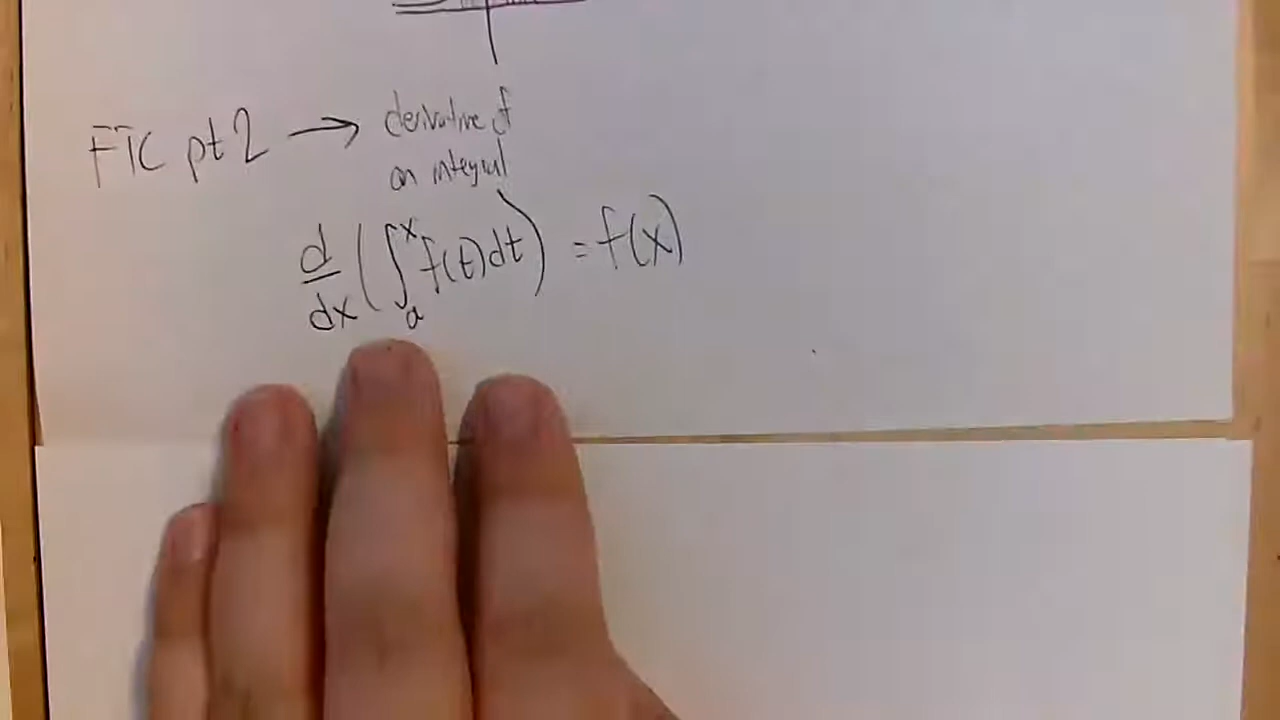 FTC pt 2 → derivative of
an integral
d/dx (∫ₐˣ f(t)dt) = f(x)